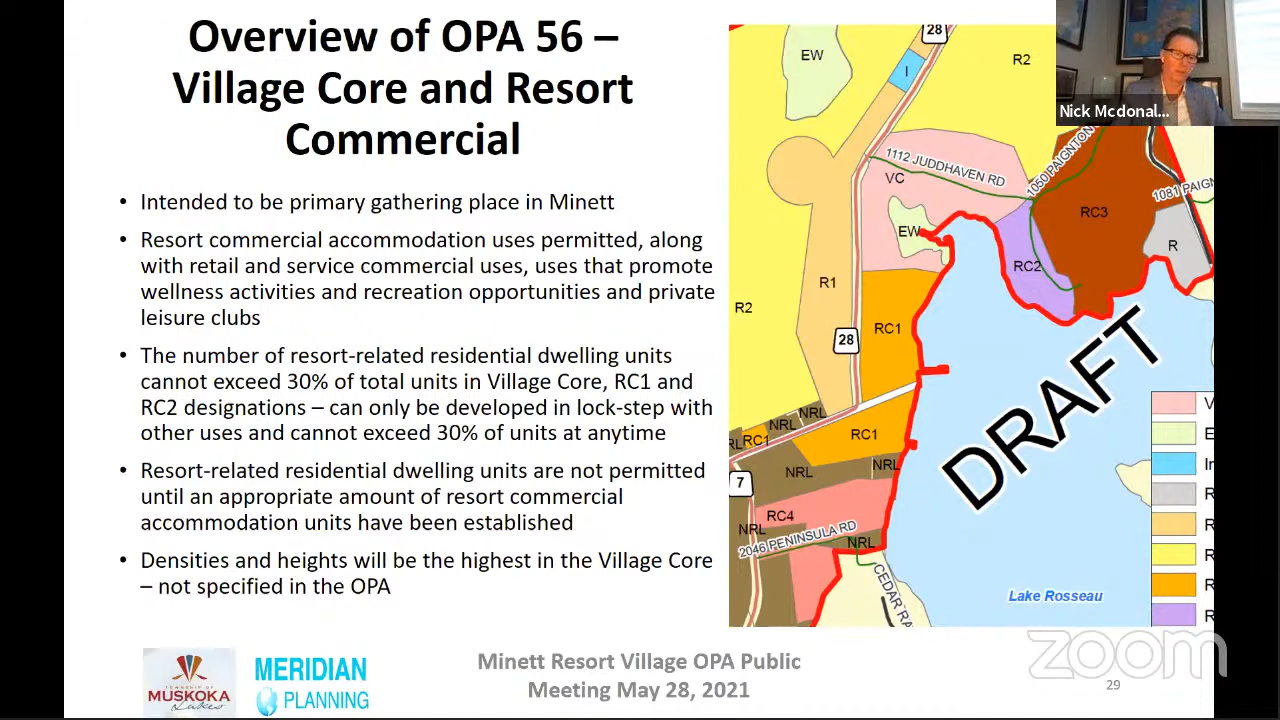 Overview of OPA 56 –
Village Core and Resort
Commercial
• Intended to be primary gathering place in Minett
• Resort commercial accommodation uses permitted, along
with retail and service commercial uses, uses that promote
wellness activities and recreation opportunities and private
leisure clubs
• The number of resort-related residential dwelling units
cannot exceed 30% of total units in Village Core, RC1 and
RC2 designations – can only be developed in lock-step with
other uses and cannot exceed 30% of units at anytime
• Resort-related residential dwelling units are not permitted
until an appropriate amount of resort commercial
accommodation units have been established
• Densities and heights will be the highest in the Village Core
– not specified in the OPA
28
EW
I
R2
Nick Mcdonal...
1112 JUDDHAVEN RD
1050 PAIGNTON
1081 PAIGN
VC
RC3
EW
R
RC2
R1
R2
RC1
28
DRAFT
NRL
NRL
RC1
RC1
NRL
NRL
7
RC4
NRL
2046 PENINSULA RD
NRL
CEDAR RA
Lake Rosseau
V
E
In
R
R
R
R
R
TOWNSHIP OF
MUSKOKA
Lakes
MERIDIAN
PLANNING
Minett Resort Village OPA Public
Meeting May 28, 2021
zoom
29